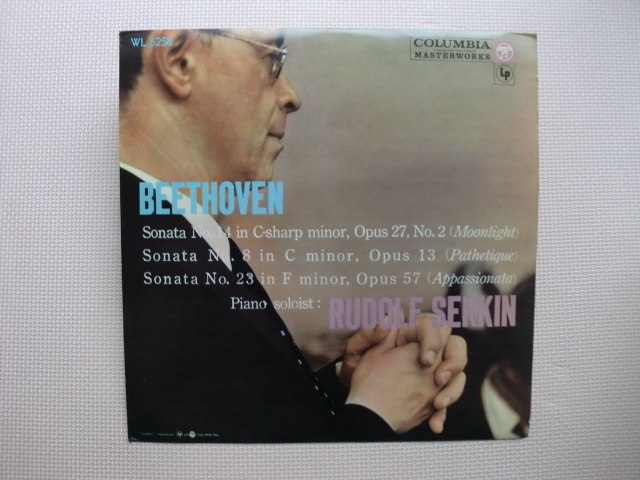 WL 5258
COLUMBIA
MASTERWORKS
Lp
BEETHOVEN
Sonata No. 14 in C-sharp minor, Opus 27, No. 2 (Moonlight)
Sonata No. 8 in C minor, Opus 13 (Pathetique)
Sonata No. 23 in F minor, Opus 57 (Appassionata)
Piano soloist:
RUDOLF SERKIN